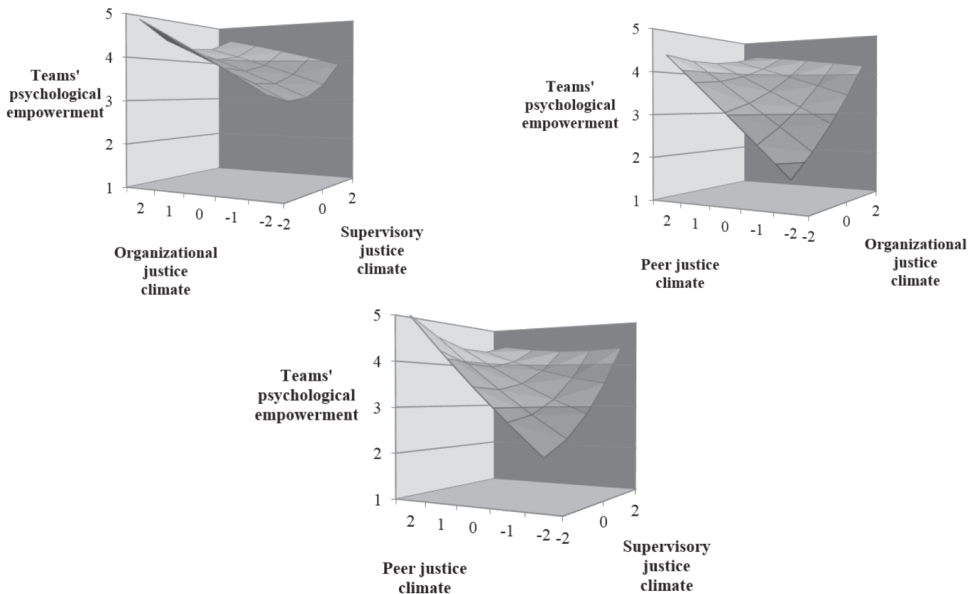 5
4
3
2
1
Teams'
psychological
empowerment
2 1 0 -1 -2
-2 0 2
Organizational
justice
climate
Supervisory
justice
climate
5
4
3
2
1
Teams'
psychological
empowerment
2 1 0 -1 -2
-2 0 2
Peer justice
climate
Organizational
justice
climate
5
4
3
2
1
Teams'
psychological
empowerment
2 1 0 -1 -2
-2 0 2
Peer justice
climate
Supervisory
justice
climate